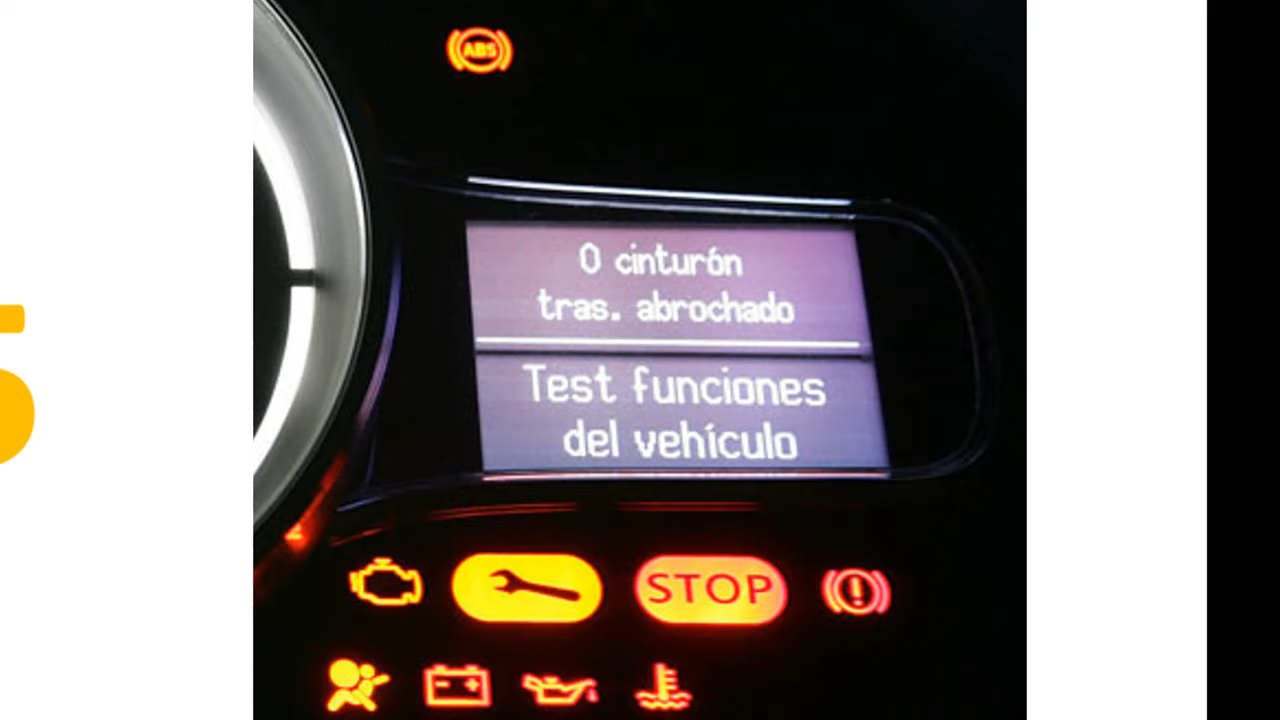 ABS
0 cinturón
tras. abrochado
Test funciones
del vehículo
STOP